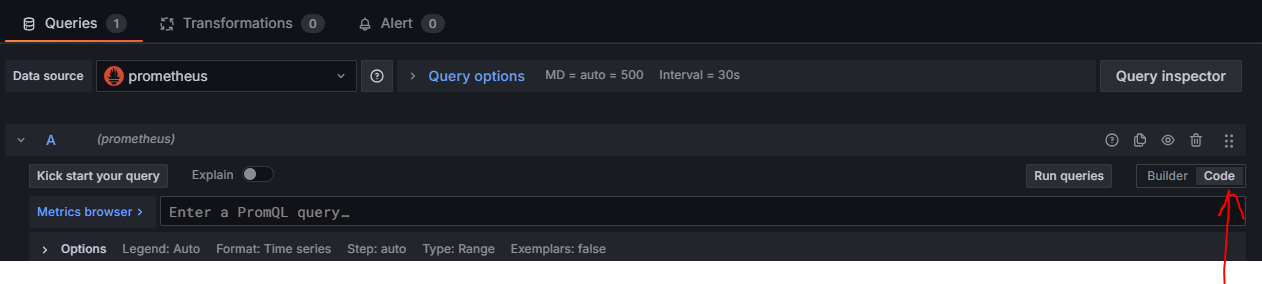 Queries 1 Transformations 0 Alert 0
Data source prometheus Query options MD = auto = 500 Interval = 30s Query inspector
A (prometheus)
Kick start your query Explain Run queries Builder Code
Metrics browser > Enter a PromQL query…
> Options Legend: Auto Format: Time series Step: auto Type: Range Exemplars: false